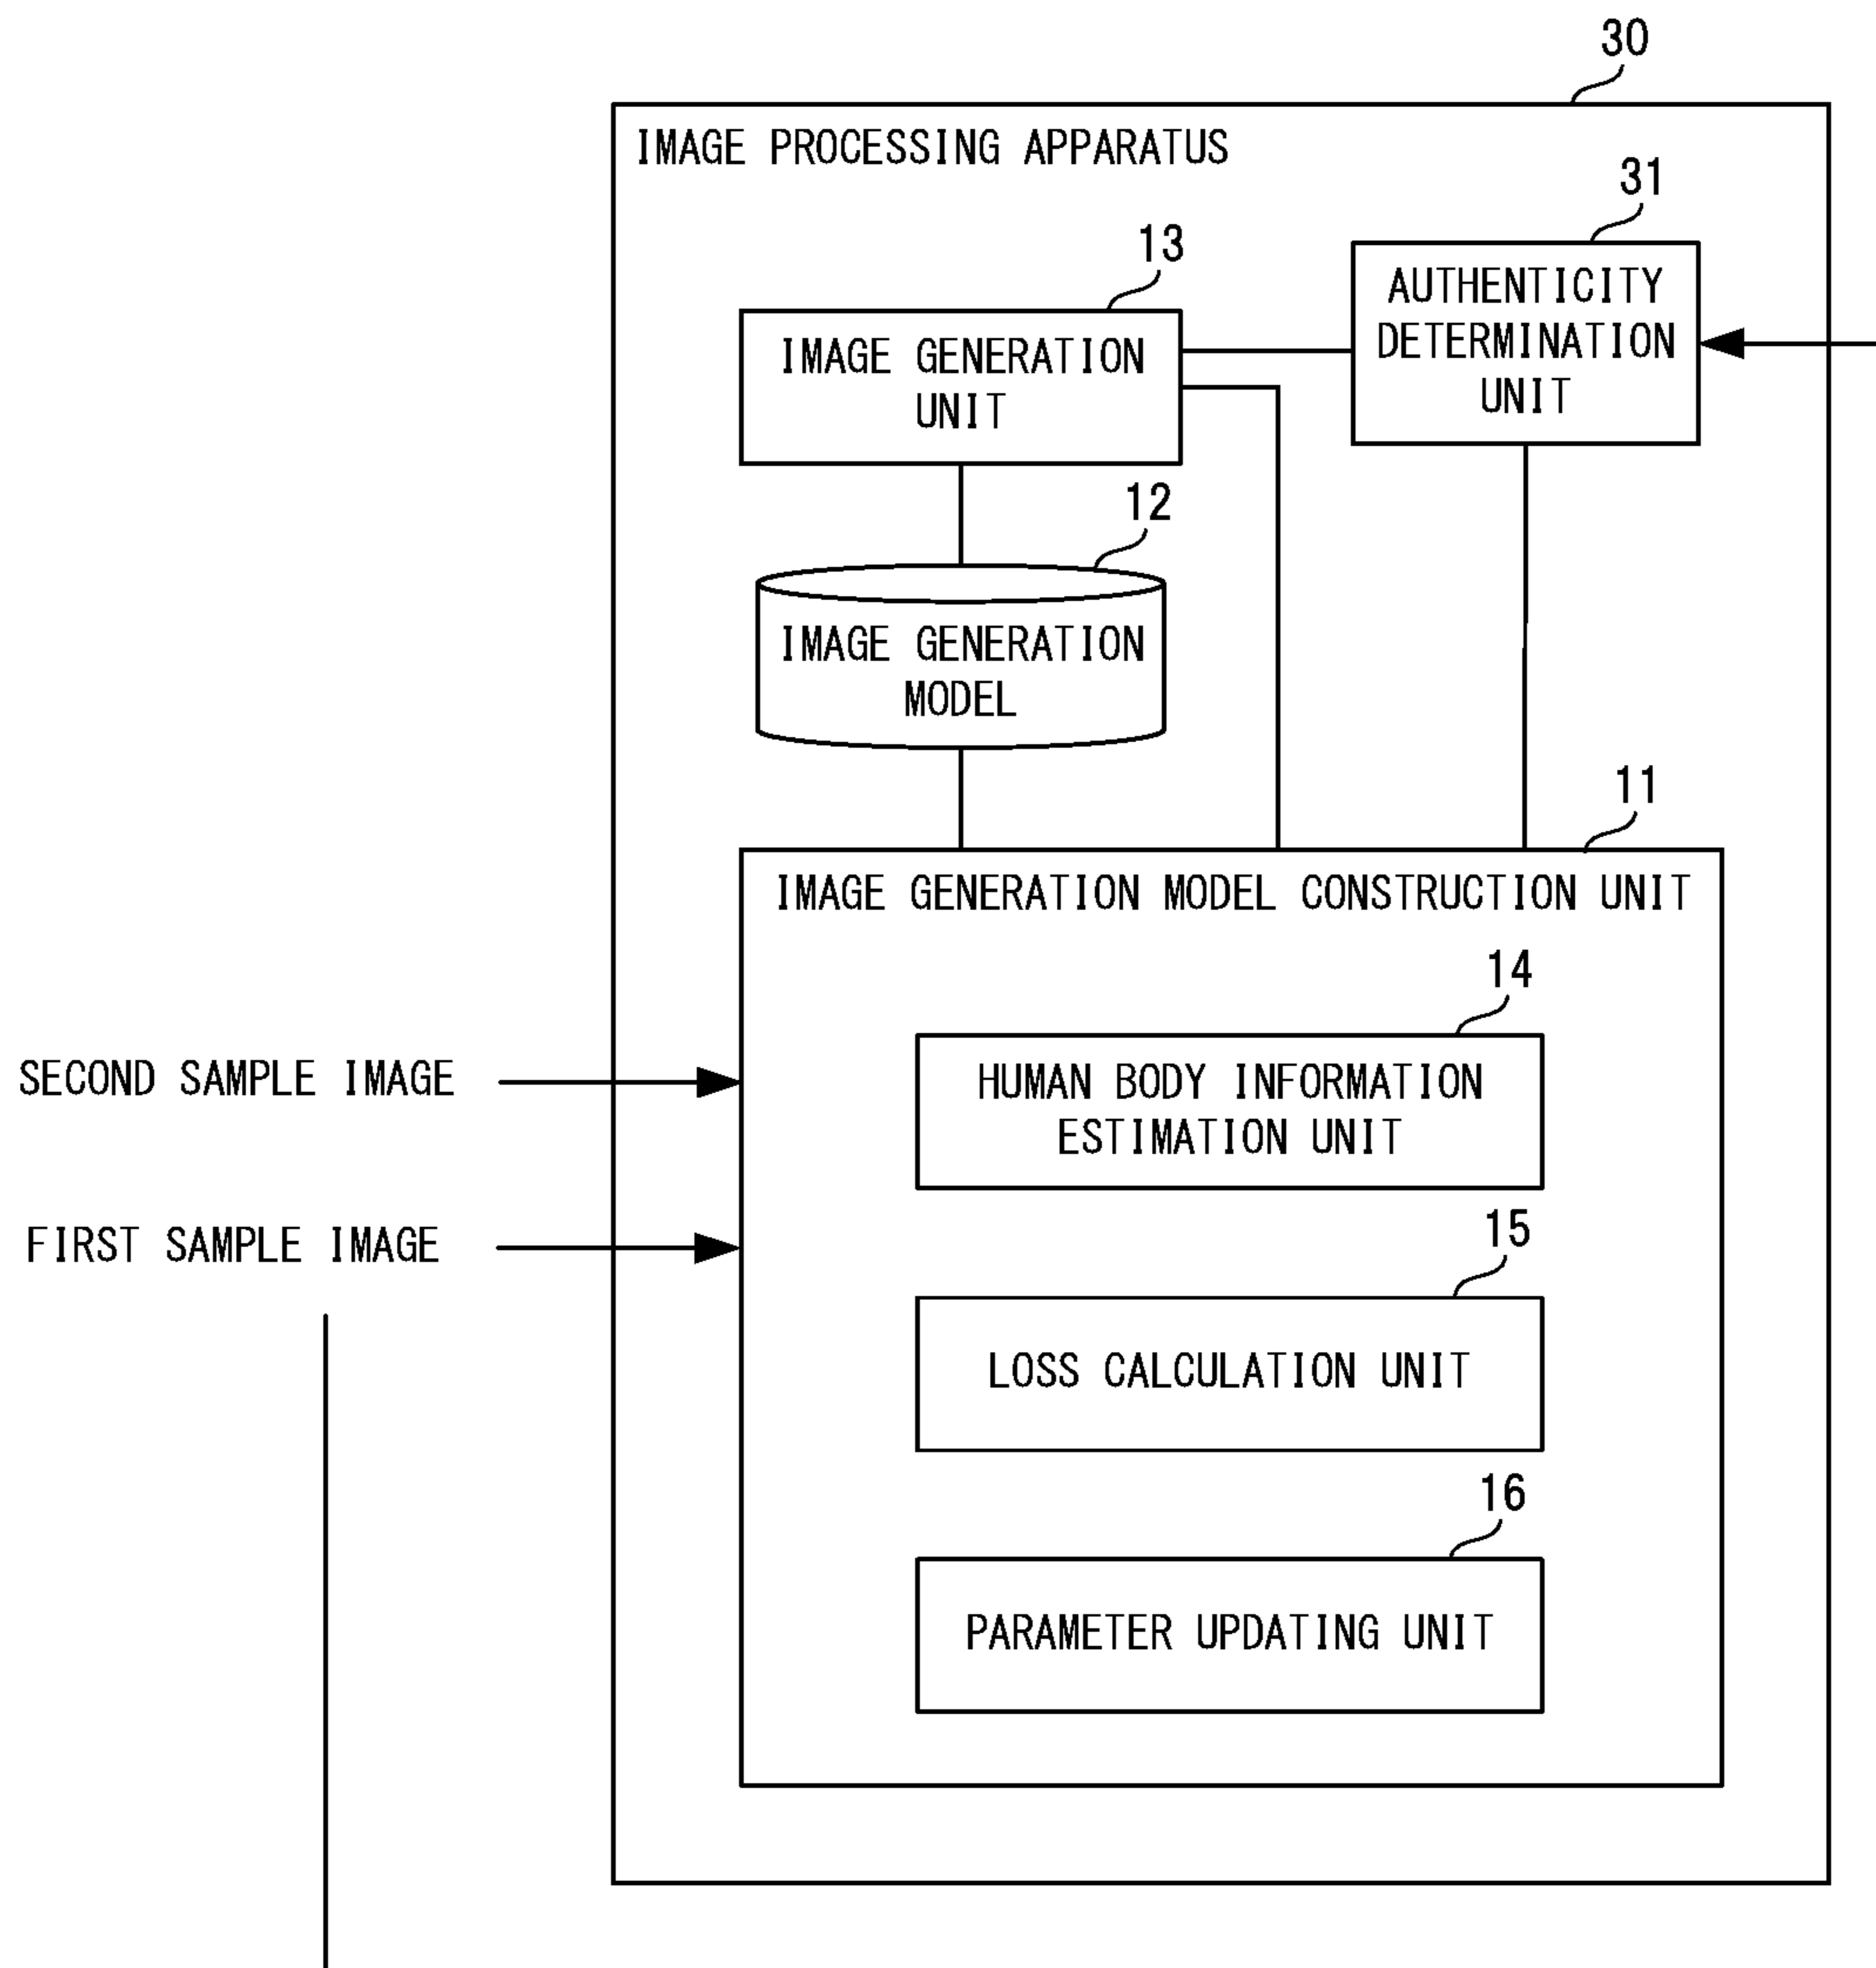 30
IMAGE PROCESSING APPARATUS
31
13
AUTHENTICITY
DETERMINATION
UNIT
IMAGE GENERATION
UNIT
12
IMAGE GENERATION
MODEL
11
IMAGE GENERATION MODEL CONSTRUCTION UNIT
14
SECOND SAMPLE IMAGE
HUMAN BODY INFORMATION
ESTIMATION UNIT
FIRST SAMPLE IMAGE
15
LOSS CALCULATION UNIT
16
PARAMETER UPDATING UNIT